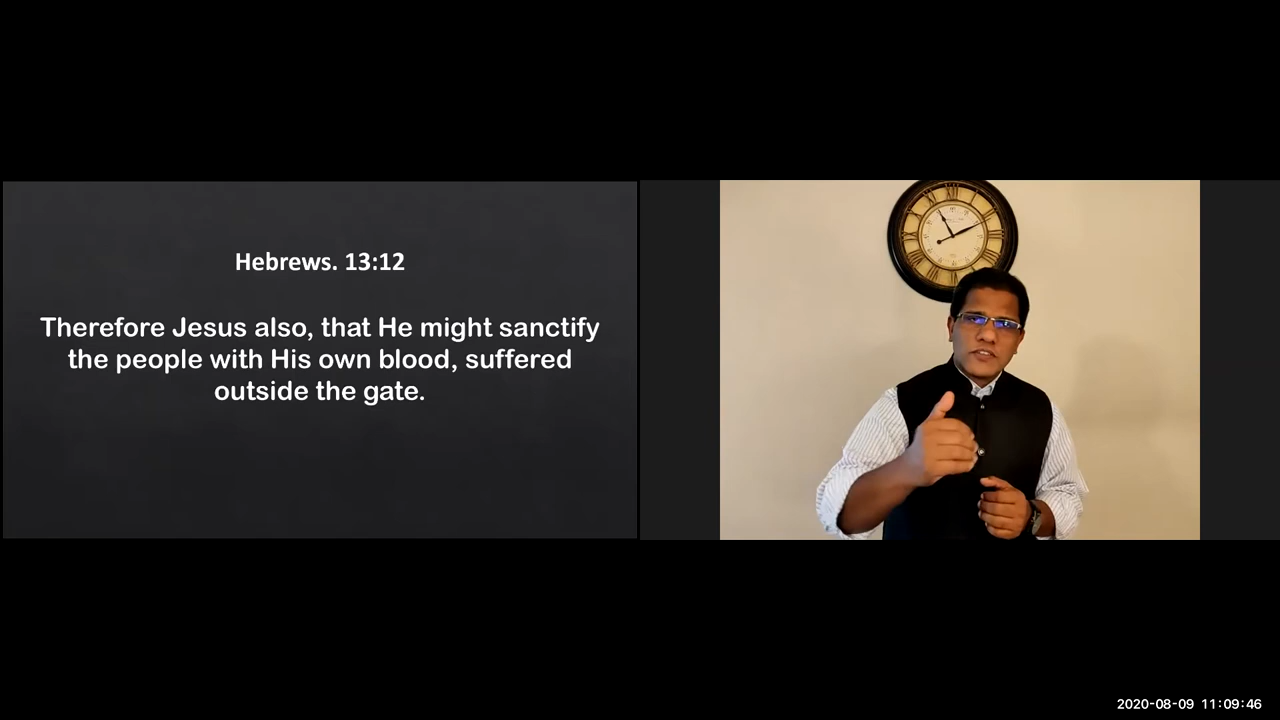 Hebrews. 13:12
Therefore Jesus also, that He might sanctify
the people with His own blood, suffered
outside the gate.
2020-08-09 11:09:46